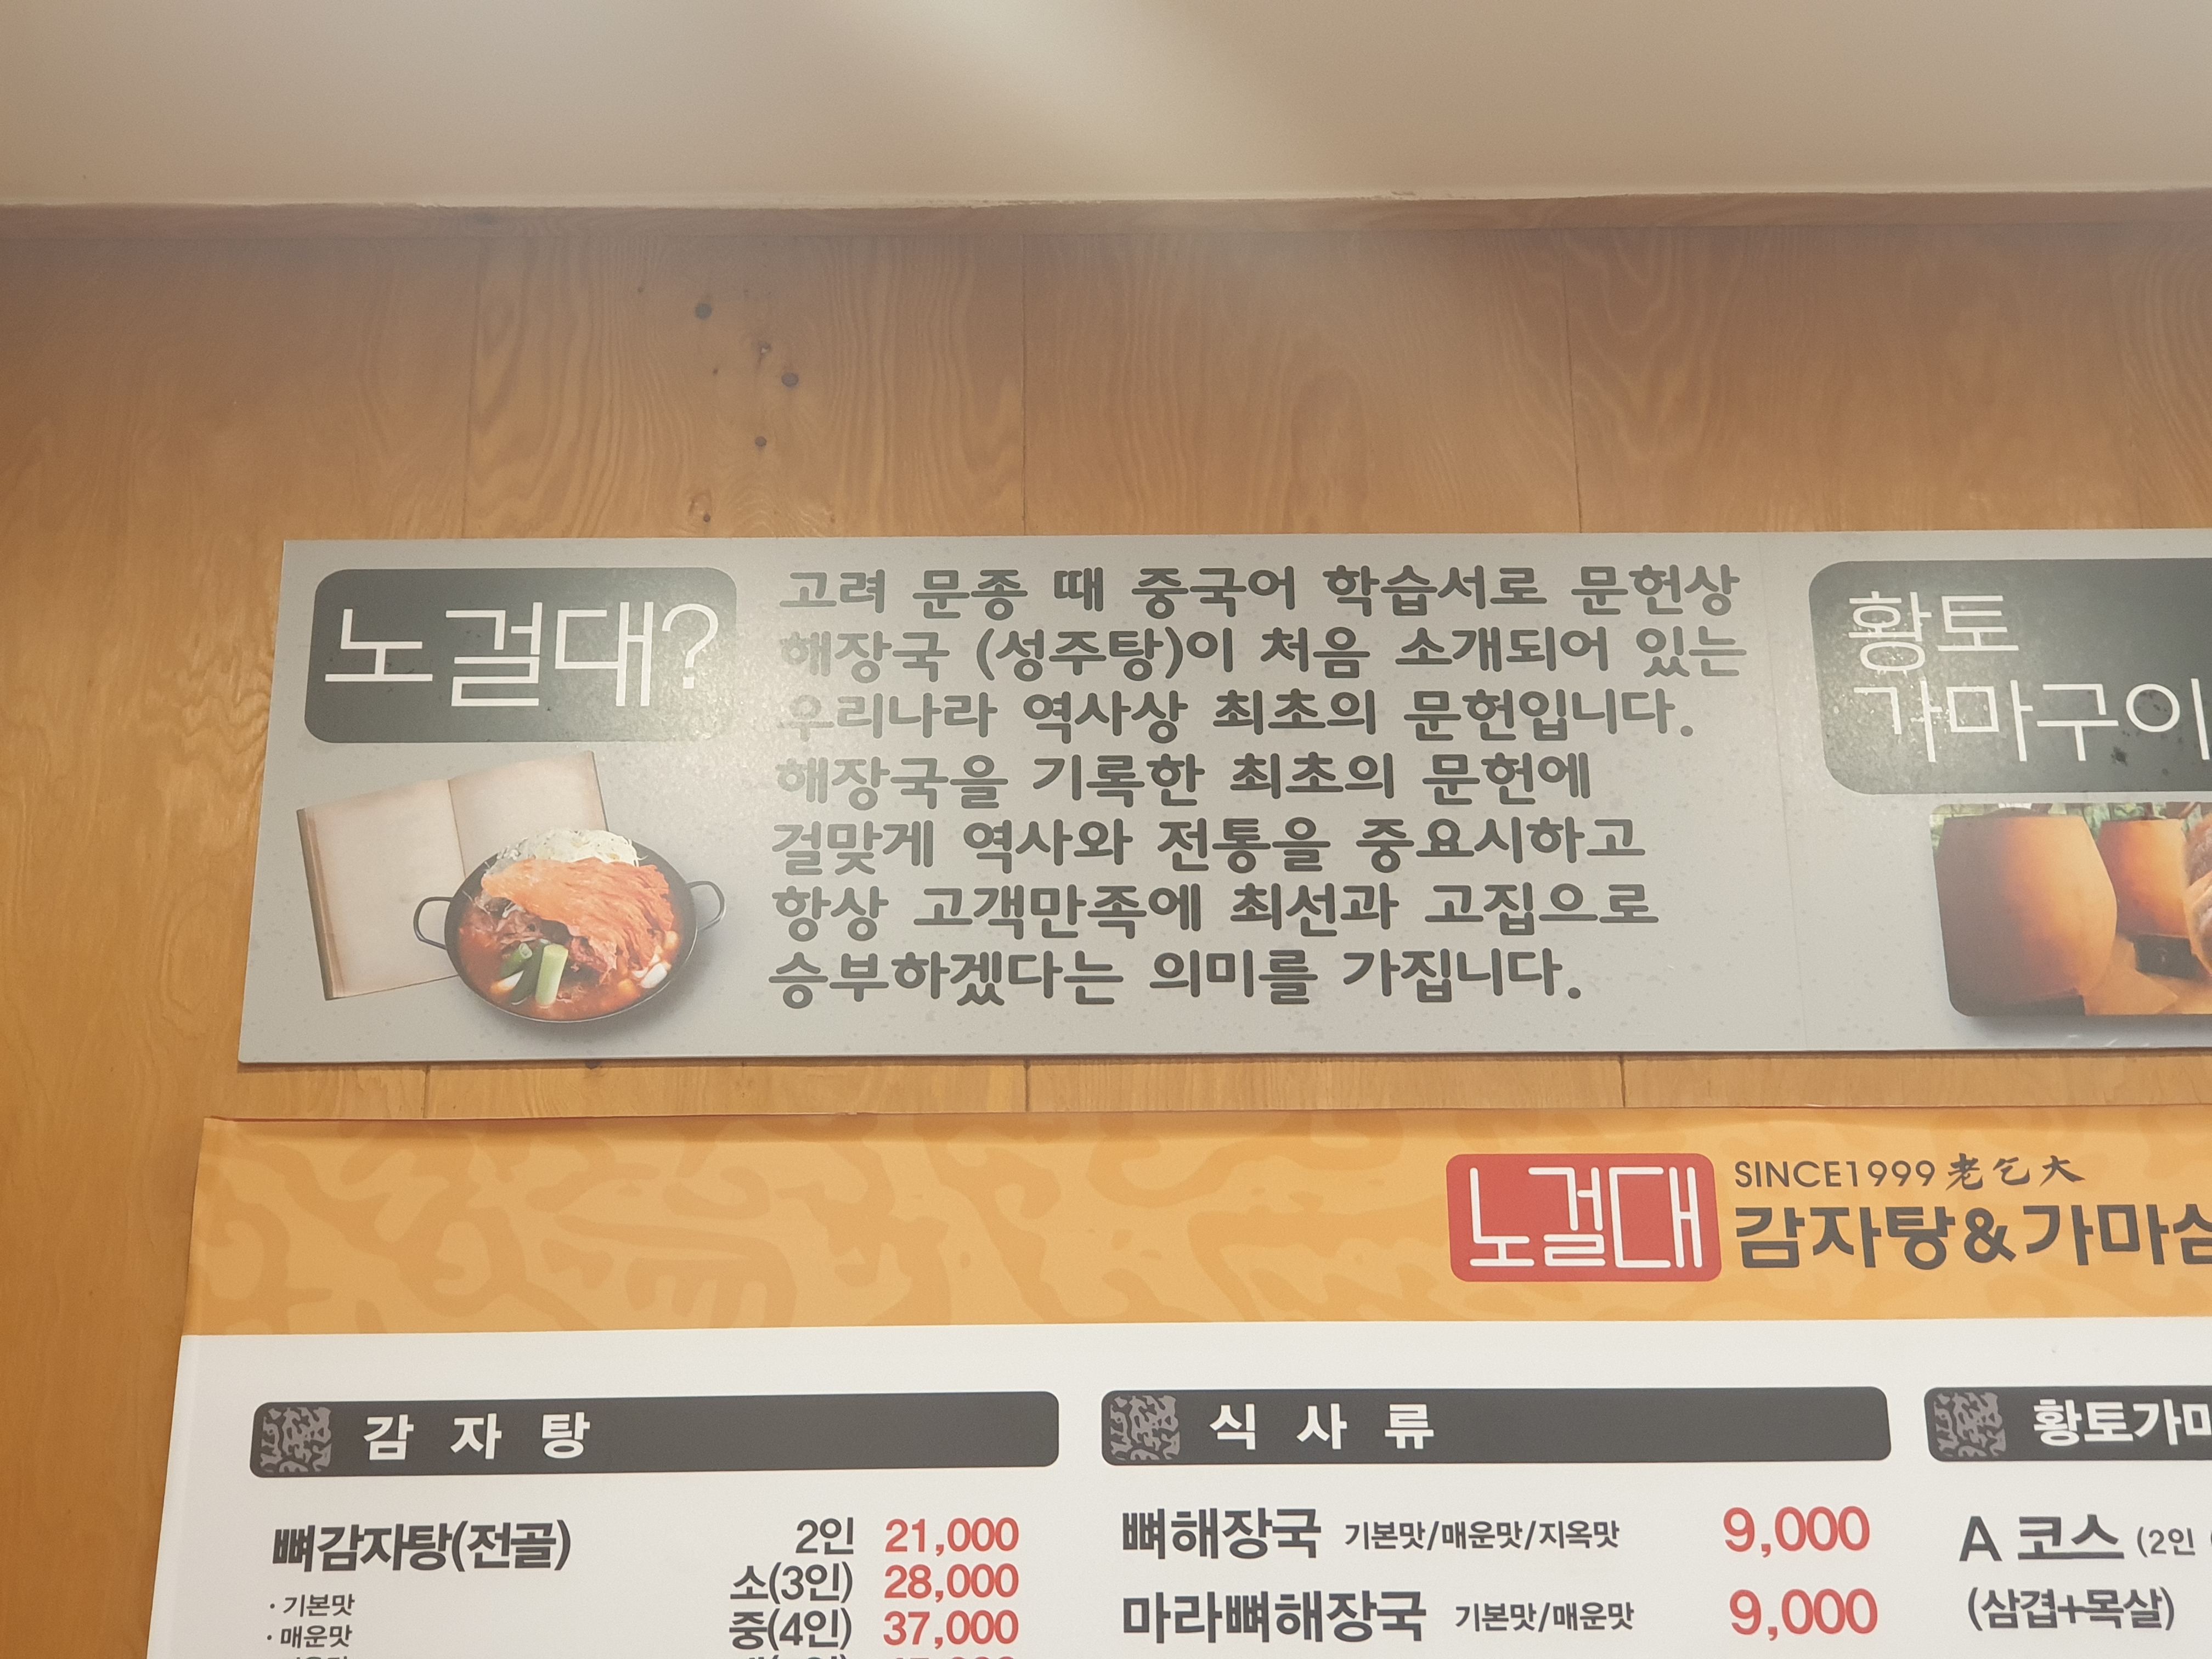 노걸대?
고려 문종 때 중국어 학습서로 문헌상
해장국 (성주탕)이 처음 소개되어 있는
우리나라 역사상 최초의 문헌입니다.
해장국을 기록한 최초의 문헌에
걸맞게 역사와 전통을 중요시하고
항상 고객만족에 최선과 고집으로
승부하겠다는 의미를 가집니다.
황토
가마구이
노걸대
SINCE1999 老乞大
감자탕&가마
감자탕
뼈감자탕(전골)
2인 21,000
소(3인) 28,000
중(4인) 37,000
· 기본맛
· 매운맛
식사류
뼈해장국 기본맛/매운맛/지옥맛 9,000
마라뼈해장국 기본맛/매운맛 9,000
황토가마
A 코스 (2인
(삼겹+목살)